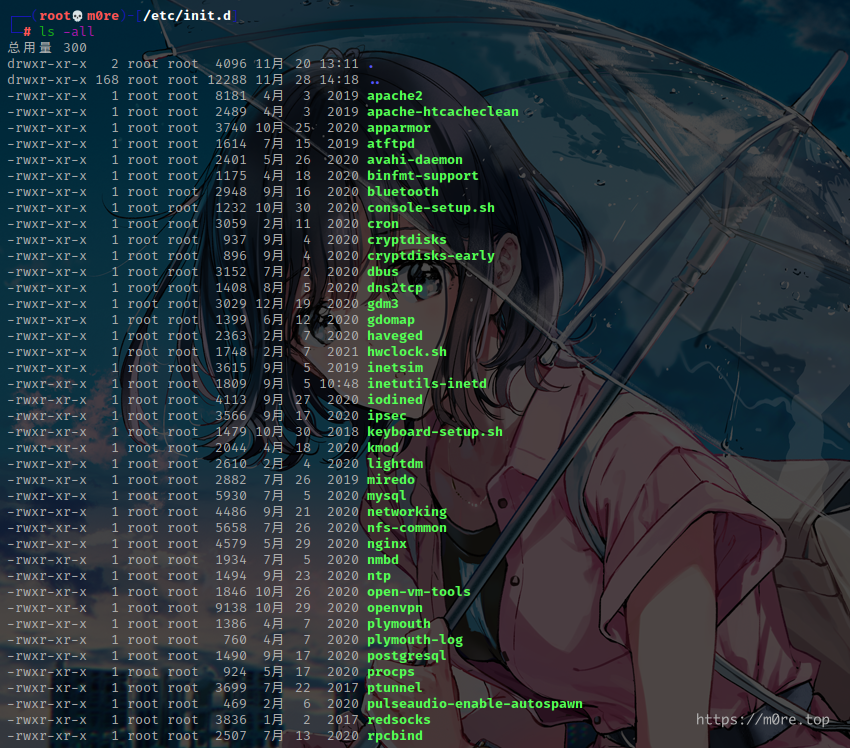 ┌──(root💀m0re)-[/etc/init.d]
└─# ls -all
总用量 300
drwxr-xr-x   2 root root  4096 11月 20 13:11 .
drwxr-xr-x 168 root root 12288 11月 28 14:18 ..
-rwxr-xr-x   1 root root  8181  4月  3  2019 apache2
-rwxr-xr-x   1 root root  2489  4月  3  2019 apache-htcacheclean
-rwxr-xr-x   1 root root  3740 10月 25  2020 apparmor
-rwxr-xr-x   1 root root  1614  7月 15  2019 atftpd
-rwxr-xr-x   1 root root  2401  5月 26  2020 avahi-daemon
-rwxr-xr-x   1 root root  1175  4月 18  2020 binfmt-support
-rwxr-xr-x   1 root root  2948  9月 16  2020 bluetooth
-rwxr-xr-x   1 root root  1232 10月 30  2020 console-setup.sh
-rwxr-xr-x   1 root root  3059  2月 11  2020 cron
-rwxr-xr-x   1 root root   937  9月  4  2020 cryptdisks
-rwxr-xr-x   1 root root   896  9月  4  2020 cryptdisks-early
-rwxr-xr-x   1 root root  3152  7月  2  2020 dbus
-rwxr-xr-x   1 root root  1408  8月  5  2020 dns2tcp
-rwxr-xr-x   1 root root  3029 12月 19  2020 gdm3
-rwxr-xr-x   1 root root  1399  6月 12  2020 gdomap
-rwxr-xr-x   1 root root  2363  2月  7  2020 haveged
-rwxr-xr-x   1 root root  1748  2月  7  2021 hwclock.sh
-rwxr-xr-x   1 root root  3615  9月  5  2019 inetsim
-rwxr-xr-x   1 root root  1809  9月  5 10:48 inetutils-inetd
-rwxr-xr-x   1 root root  4113  9月 27  2020 iodined
-rwxr-xr-x   1 root root  3566  9月 17  2020 ipsec
-rwxr-xr-x   1 root root  1479 10月 30  2018 keyboard-setup.sh
-rwxr-xr-x   1 root root  2044  4月 18  2020 kmod
-rwxr-xr-x   1 root root  2610  2月  4  2020 lightdm
-rwxr-xr-x   1 root root  2882  7月 26  2019 miredo
-rwxr-xr-x   1 root root  5930  7月  5  2020 mysql
-rwxr-xr-x   1 root root  4486  9月 21  2020 networking
-rwxr-xr-x   1 root root  5658  7月 26  2020 nfs-common
-rwxr-xr-x   1 root root  4579  5月 29  2020 nginx
-rwxr-xr-x   1 root root  1934  7月  5  2020 nmbd
-rwxr-xr-x   1 root root  1494  9月 23  2020 ntp
-rwxr-xr-x   1 root root  1846 10月 26  2020 open-vm-tools
-rwxr-xr-x   1 root root  9138 10月 29  2020 openvpn
-rwxr-xr-x   1 root root  1386  4月  7  2020 plymouth
-rwxr-xr-x   1 root root   760  4月  7  2020 plymouth-log
-rwxr-xr-x   1 root root  1490  9月 17  2020 postgresql
-rwxr-xr-x   1 root root   924  5月 17  2020 procps
-rwxr-xr-x   1 root root  3699  7月 22  2017 ptunnel
-rwxr-xr-x   1 root root   469  2月  6  2020 pulseaudio-enable-autospawn
-rwxr-xr-x   1 root root  3836  1月  2  2017 redsocks
-rwxr-xr-x   1 root root  2507  7月 13  2020 rpcbind
https://m0re.top